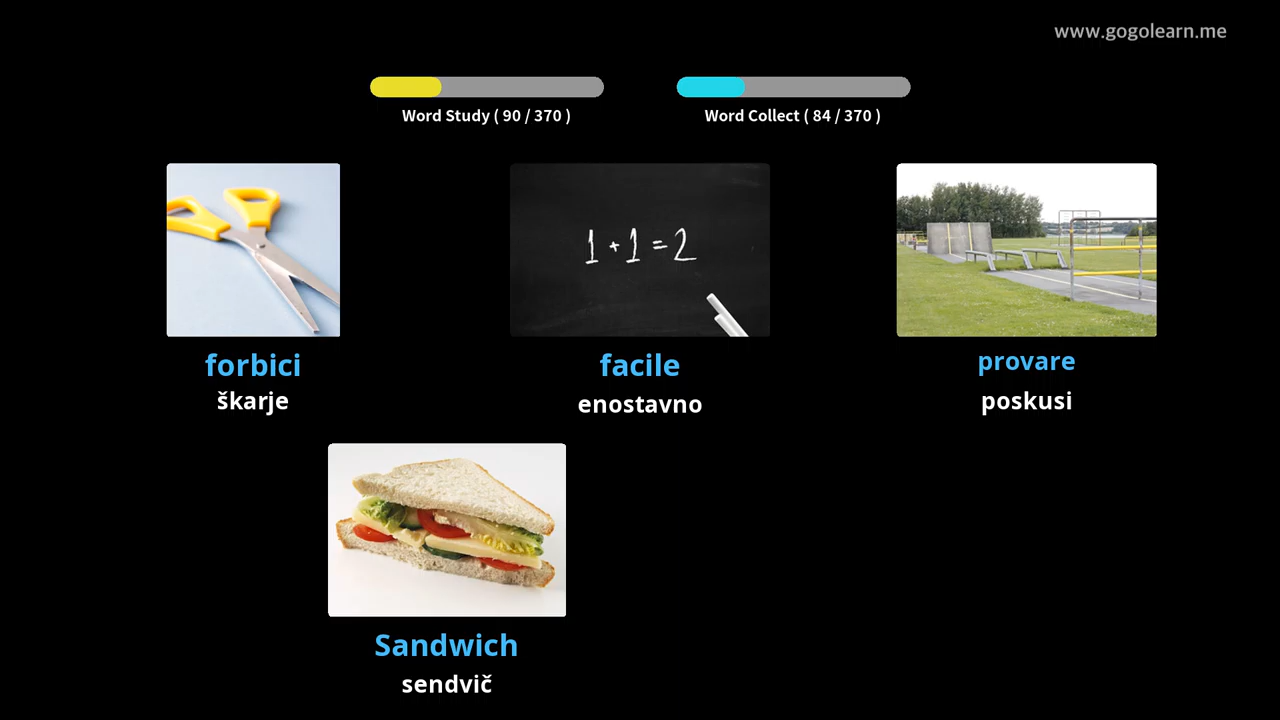 www.gogolearn.me
Word Study ( 90 / 370 )
Word Collect ( 84 / 370 )
1 + 1 = 2
forbici
škarje
facile
enostavno
provare
poskusi
Sandwich
sendvič